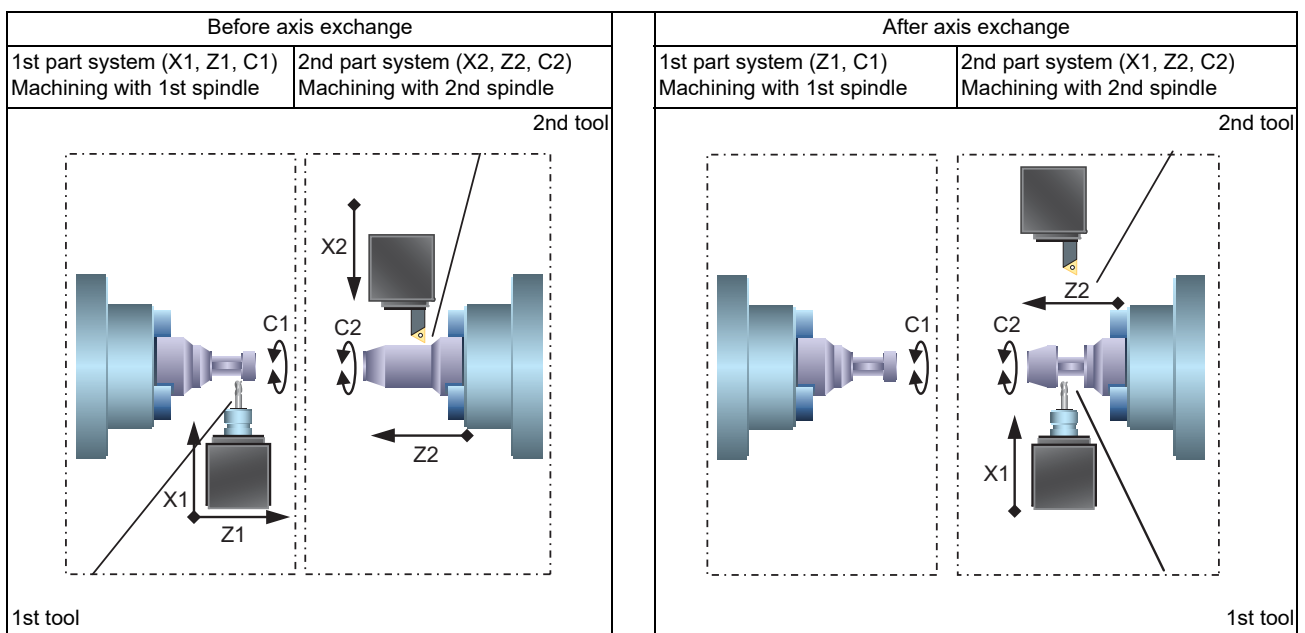 Before axis exchange
1st part system (X1, Z1, C1)
Machining with 1st spindle
2nd part system (X2, Z2, C2)
Machining with 2nd spindle
2nd tool
X2
C1
C2
Z2
X1
Z1
1st tool
After axis exchange
1st part system (Z1, C1)
Machining with 1st spindle
2nd part system (X1, Z2, C2)
Machining with 2nd spindle
2nd tool
Z2
C1
C2
X1
1st tool